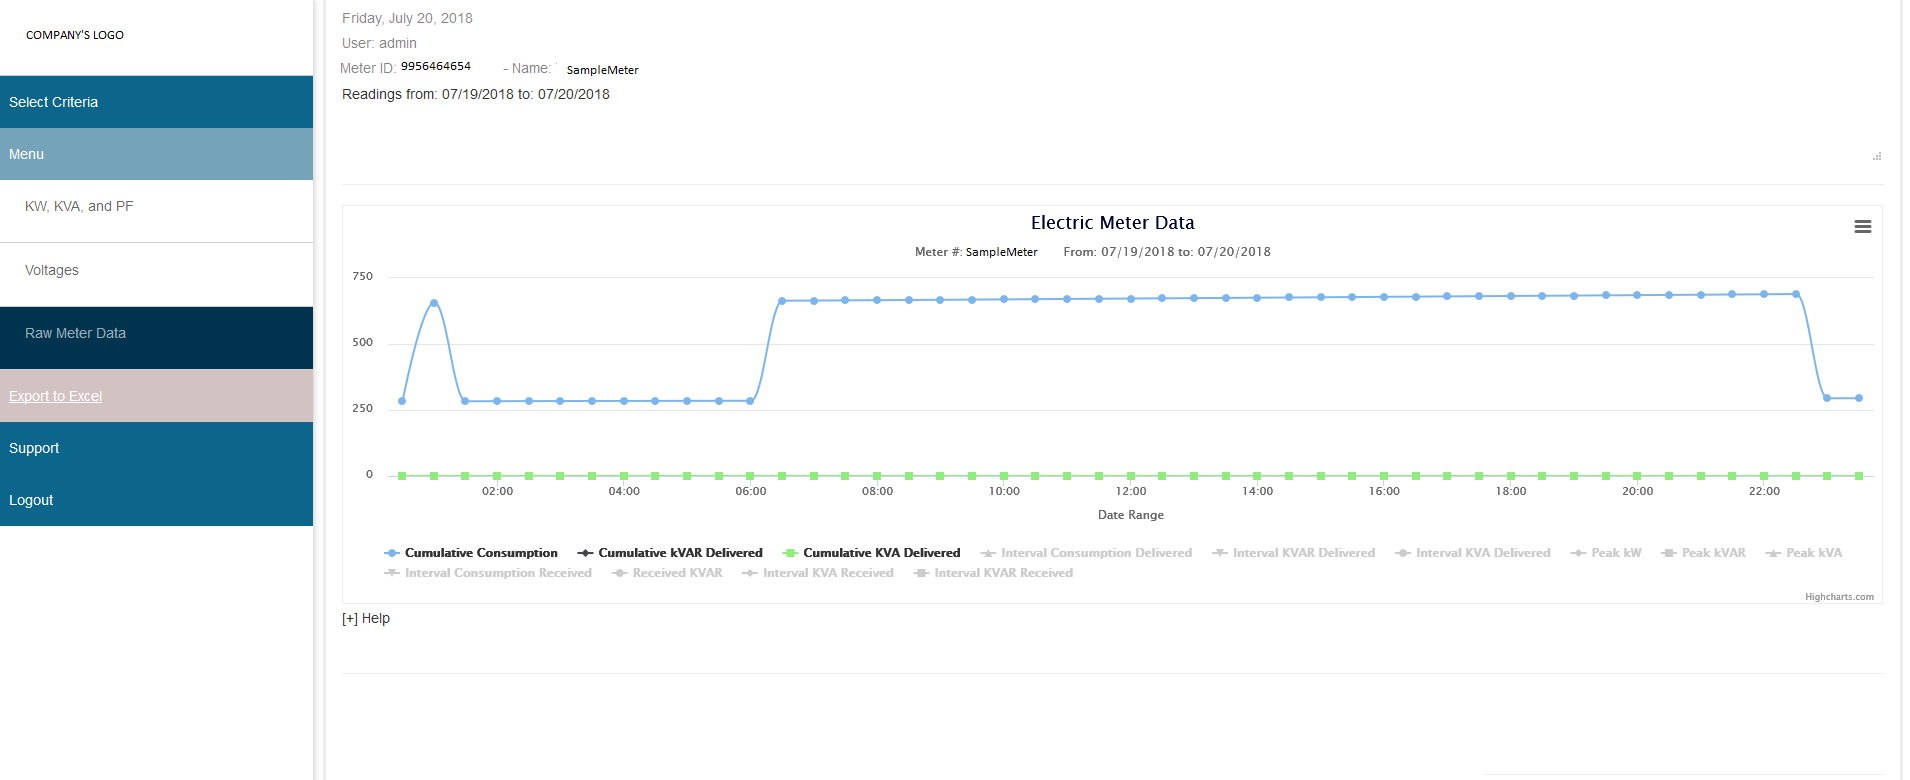 COMPANY'S LOGO
Select Criteria
Menu
KW, KVA, and PF
Voltages
Raw Meter Data
Export to Excel
Support
Logout
Friday, July 20, 2018
User: admin
Meter ID: 9956464654 - Name: SampleMeter
Readings from: 07/19/2018 to: 07/20/2018
Electric Meter Data
Meter #: SampleMeter From: 07/19/2018 to: 07/20/2018
750
500
250
0
02:00 04:00 06:00 08:00 10:00 12:00 14:00 16:00 18:00 20:00 22:00
Date Range
Cumulative Consumption Cumulative kVAR Delivered Cumulative KVA Delivered Interval Consumption Delivered Interval KVAR Delivered Interval KVA Delivered Peak kW Peak kVAR Peak kVA
Interval Consumption Received Received KVAR Interval KVA Received Interval KVAR Received
Highcharts.com
[+] Help